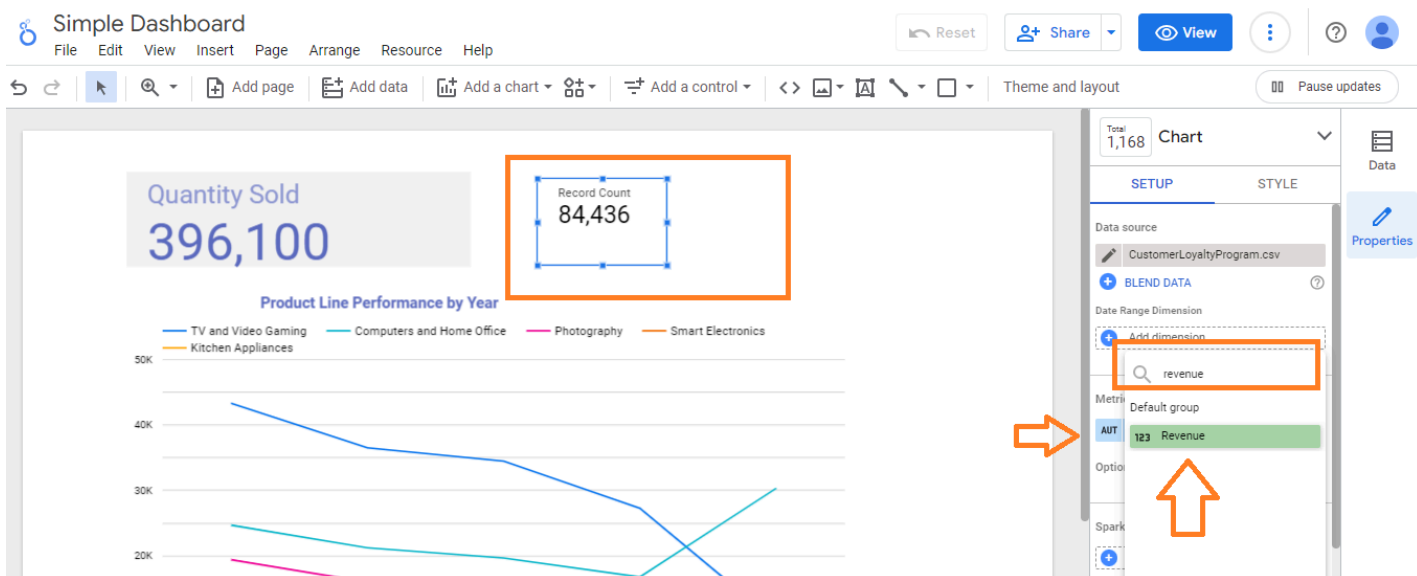 Simple Dashboard
File Edit View Insert Page Arrange Resource Help
Reset
Share
View
Add page
Add data
Add a chart
Add a control
Theme and layout
Pause updates
Quantity Sold
396,100
Record Count
84,436
Product Line Performance by Year
TV and Video Gaming Computers and Home Office Photography Smart Electronics
Kitchen Appliances
50K
40K
30K
20K
Total
1,168
Chart
SETUP STYLE
Data source
CustomerLoyaltyProgram.csv
BLEND DATA
Date Range Dimension
Add dimension
revenue
Metri
Default group
AUT
123 Revenue
Optio
Spark
Data
Properties